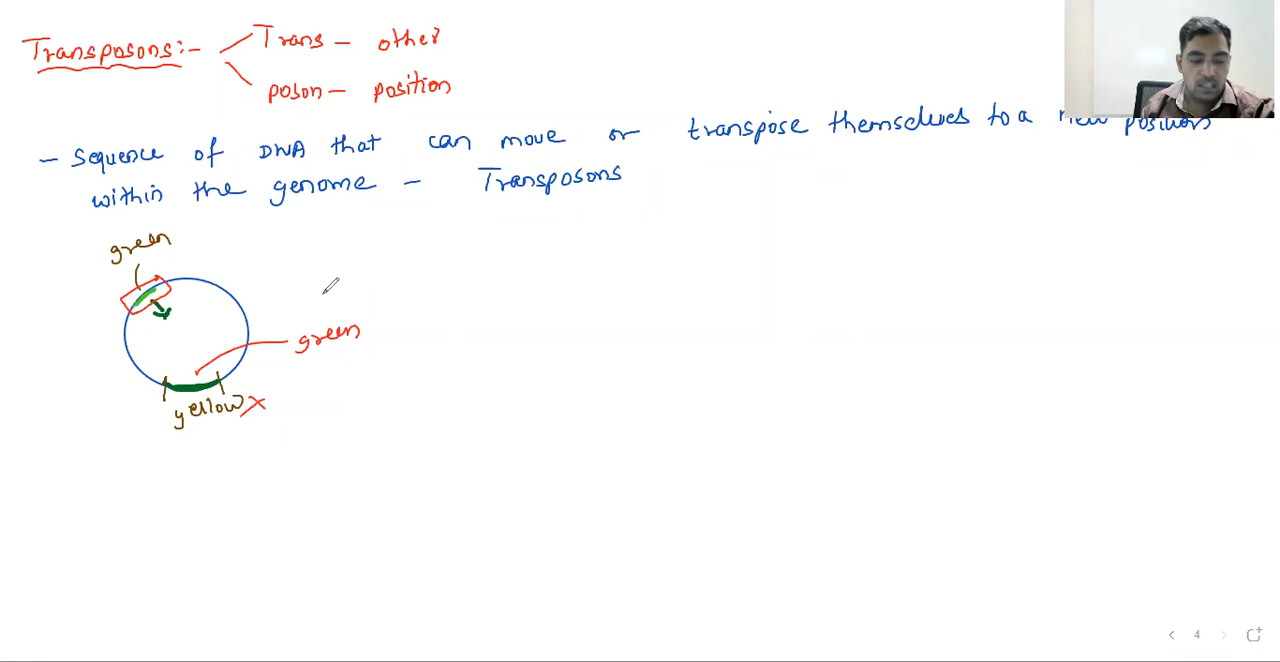 Transposons:- Trans - other
poson - position
- Sequence of DNA that can move or transpose themselves to a new position
within the genome - Transposons
green
green
yellow x
4